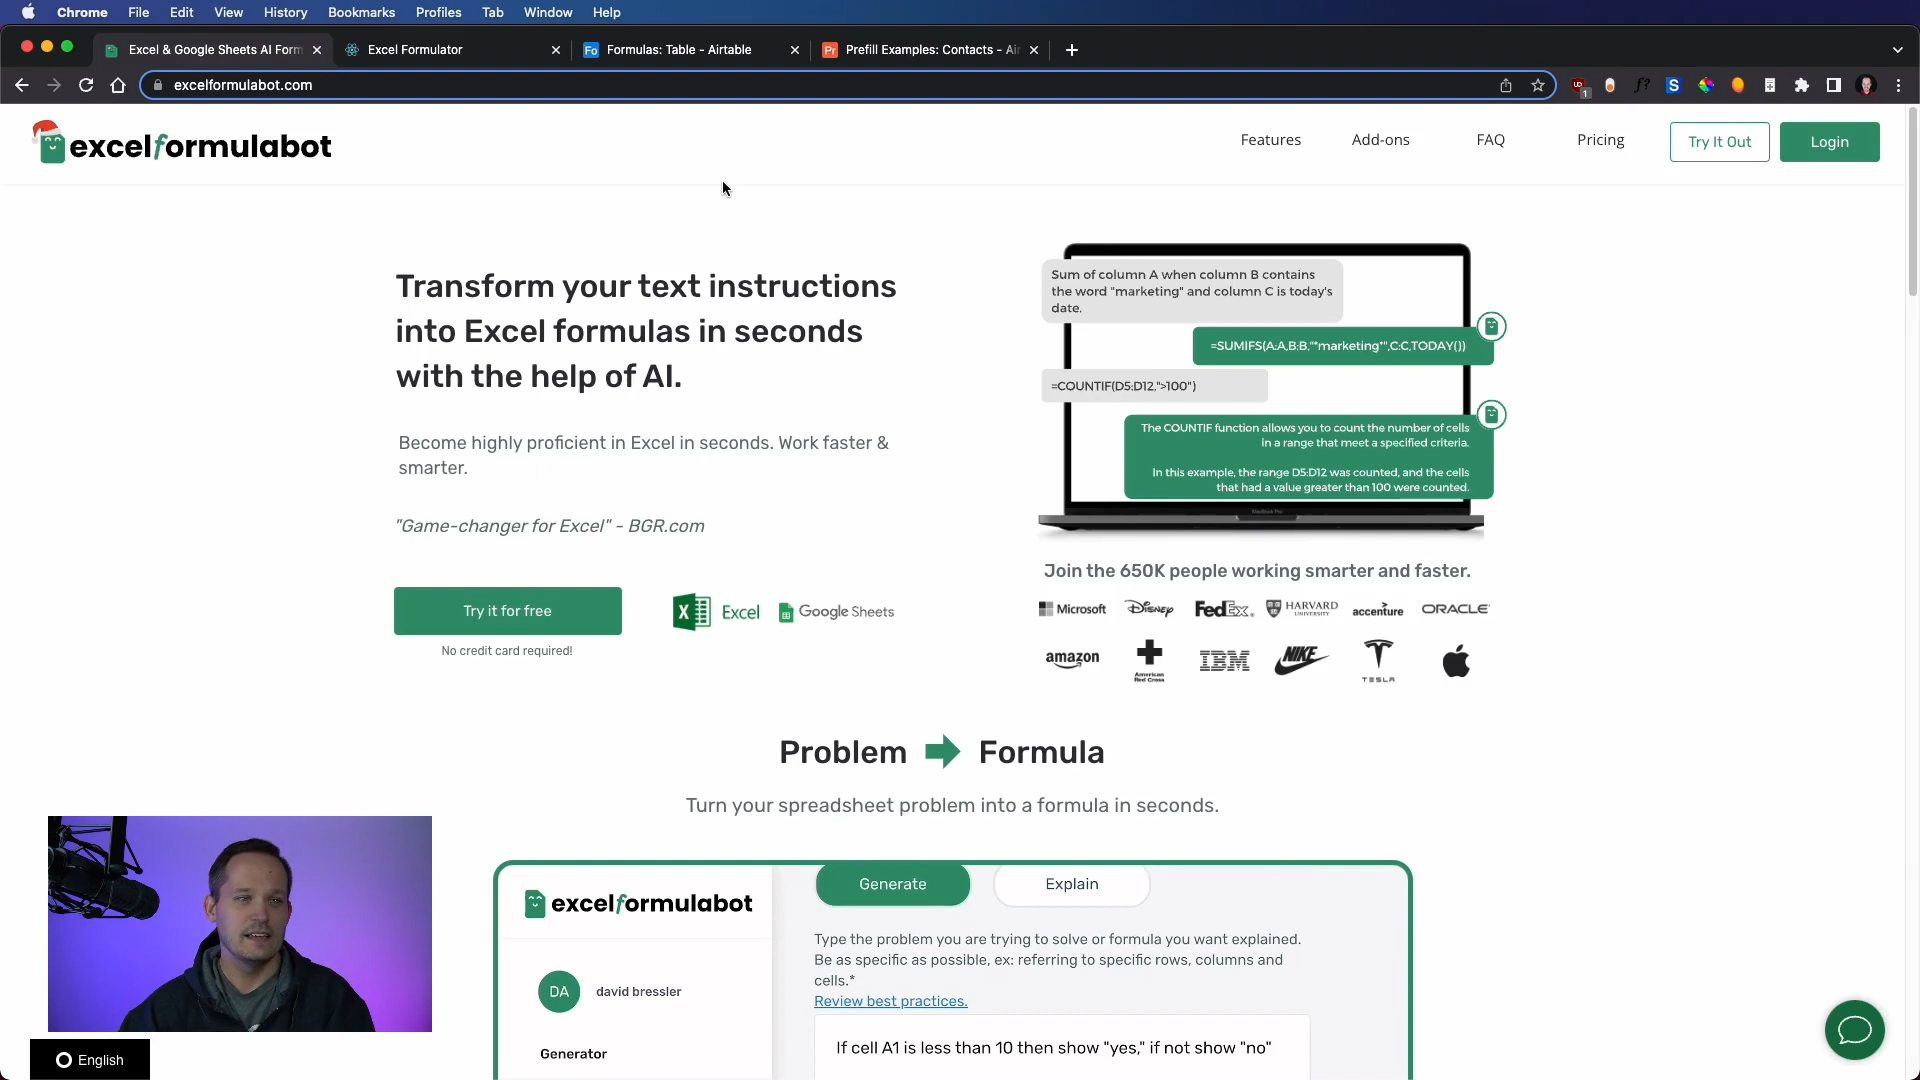 Chrome File Edit View History Bookmarks Profiles Tab Window Help
Excel & Google Sheets AI Form
Excel Formulator
Fo Formulas: Table - Airtable
Pr Prefill Examples: Contacts - Air
excelformulabot.com
excelformulabot
Features Add-ons FAQ Pricing Try It Out Login
Transform your text instructions
into Excel formulas in seconds
with the help of AI.
Become highly proficient in Excel in seconds. Work faster &
smarter.
"Game-changer for Excel" - BGR.com
Try it for free
No credit card required!
Excel
Google Sheets
Sum of column A when column B contains
the word "marketing" and column C is today's
date.
=SUMIFS(A:A,B:B,"*marketing*",C:C,TODAY())
=COUNTIF(D5:D12,">100")
The COUNTIF function allows you to count the number of cells
in a range that meet a specified criteria.
In this example, the range D5:D12 was counted, and the cells
that had a value greater than 100 were counted.
MacBook Pro
Join the 650K people working smarter and faster.
Microsoft Disney FedEx HARVARD UNIVERSITY accenture ORACLE
amazon American Red Cross IBM NIKE TESLA
Problem Formula
Turn your spreadsheet problem into a formula in seconds.
excelformulabot
DA david bressler
Generator
Generate Explain
Type the problem you are trying to solve or formula you want explained.
Be as specific as possible, ex: referring to specific rows, columns and
cells.*
Review best practices.
If cell A1 is less than 10 then show "yes," if not show "no"
English